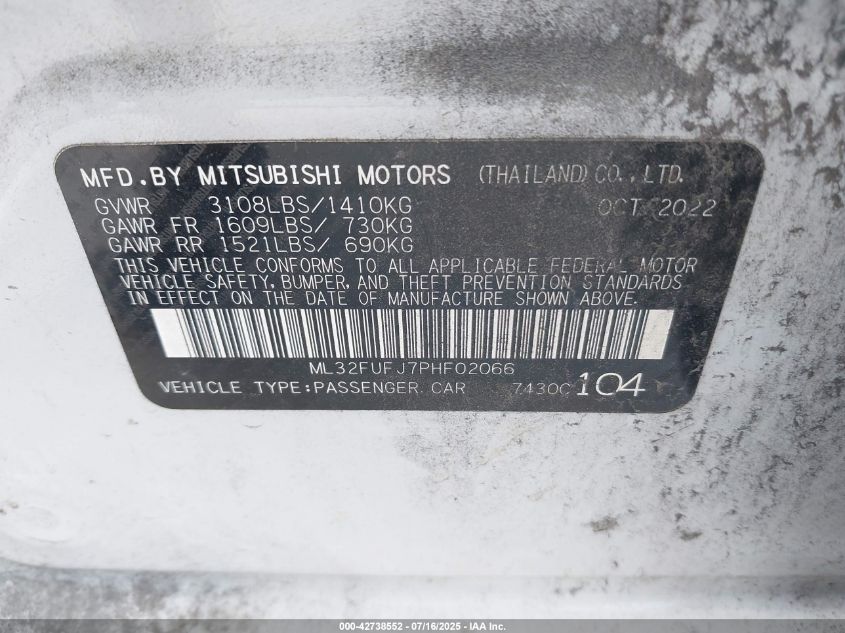 MFD.BY MITSUBISHI MOTORS (THAILAND)CO.,LTD.
GVWR 3108LBS/1410KG OCT 2022
GAWR FR 1609LBS/ 730KG
GAWR RR 1521LBS/ 690KG
THIS VEHICLE CONFORMS TO ALL APPLICABLE FEDERAL MOTOR
VEHICLE SAFETY, BUMPER, AND THEFT PREVENTION STANDARDS
IN EFFECT ON THE DATE OF MANUFACTURE SHOWN ABOVE.
ML32FUFJ7PHF02066
VEHICLE TYPE:PASSENGER CAR 7430C 104
000-42738552 - 07/16/2025 - IAA Inc.